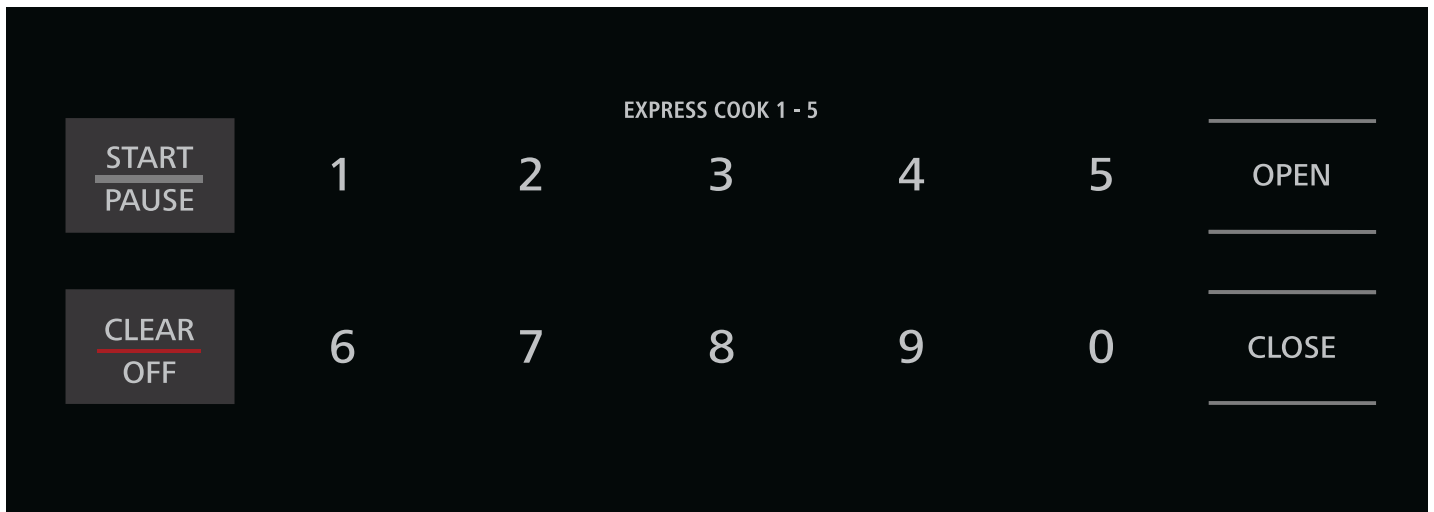 EXPRESS COOK 1 - 5
START
PAUSE
1 2 3 4 5
OPEN
CLEAR
OFF
6 7 8 9 0
CLOSE